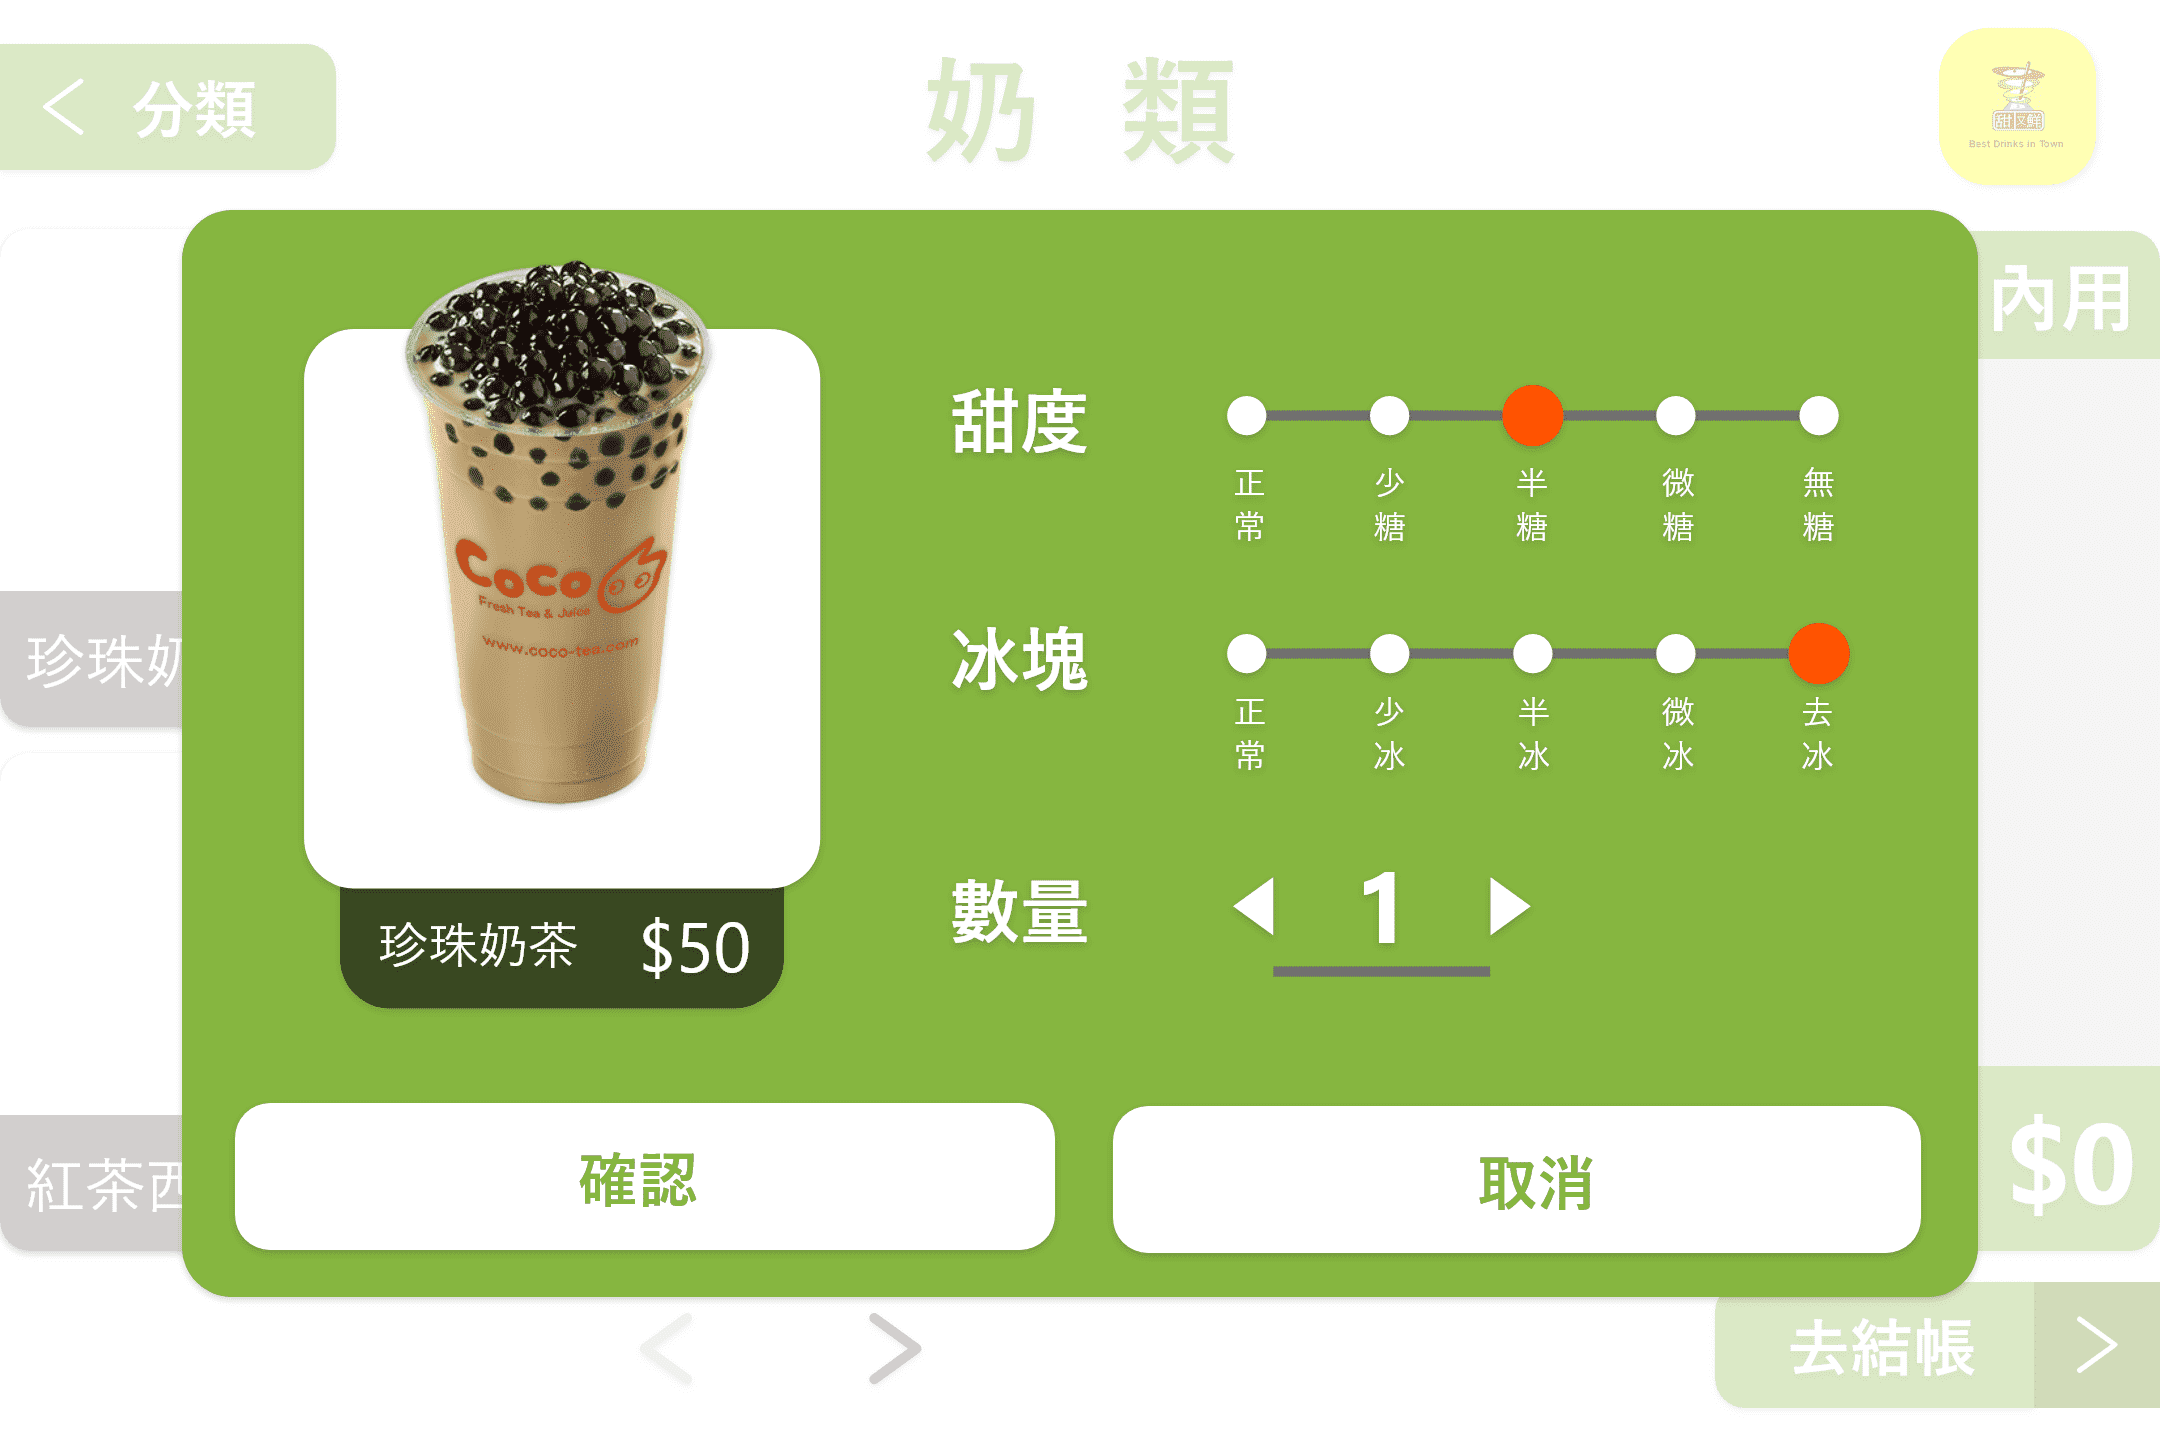 分類
奶 類
甜又鮮
Best Drinks in Town
內用
甜度
正常
少糖
半糖
微糖
無糖
CoCo
Fresh Tea & Juice
www.coco-tea.com
冰塊
正常
少冰
半冰
微冰
去冰
珍珠奶
數量
1
珍珠奶茶 $50
$0
紅茶西
確認
取消
去結帳